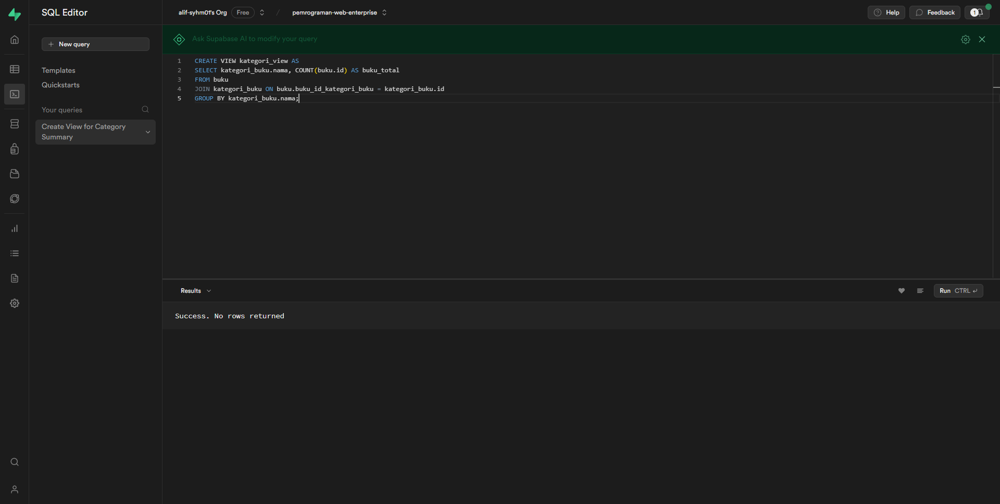 SQL Editor
alif-syhm01's Org Free / pemrograman-web-enterprise
Help
Feedback
1
New query
Templates
Quickstarts
Your queries
Create View for Category
Summary
Ask Supabase AI to modify your query
1 CREATE VIEW kategori_view AS
2 SELECT kategori_buku.nama, COUNT(buku.id) AS buku_total
3 FROM buku
4 JOIN kategori_buku ON buku.buku_id_kategori_buku = kategori_buku.id
5 GROUP BY kategori_buku.nama;
Results
Run CTRL ↵
Success. No rows returned